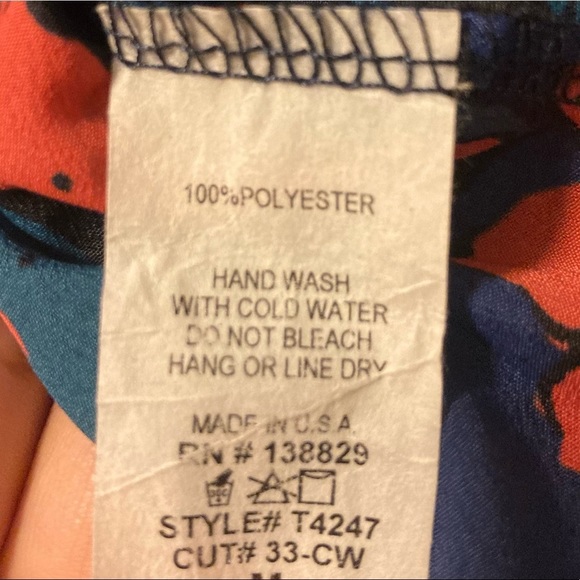 100%POLYESTER
HAND WASH
WITH COLD WATER
DO NOT BLEACH
HANG OR LINE DRY
MADE IN U.S.A.
RN # 138829
STYLE# T4247
CUT# 33-CW
M